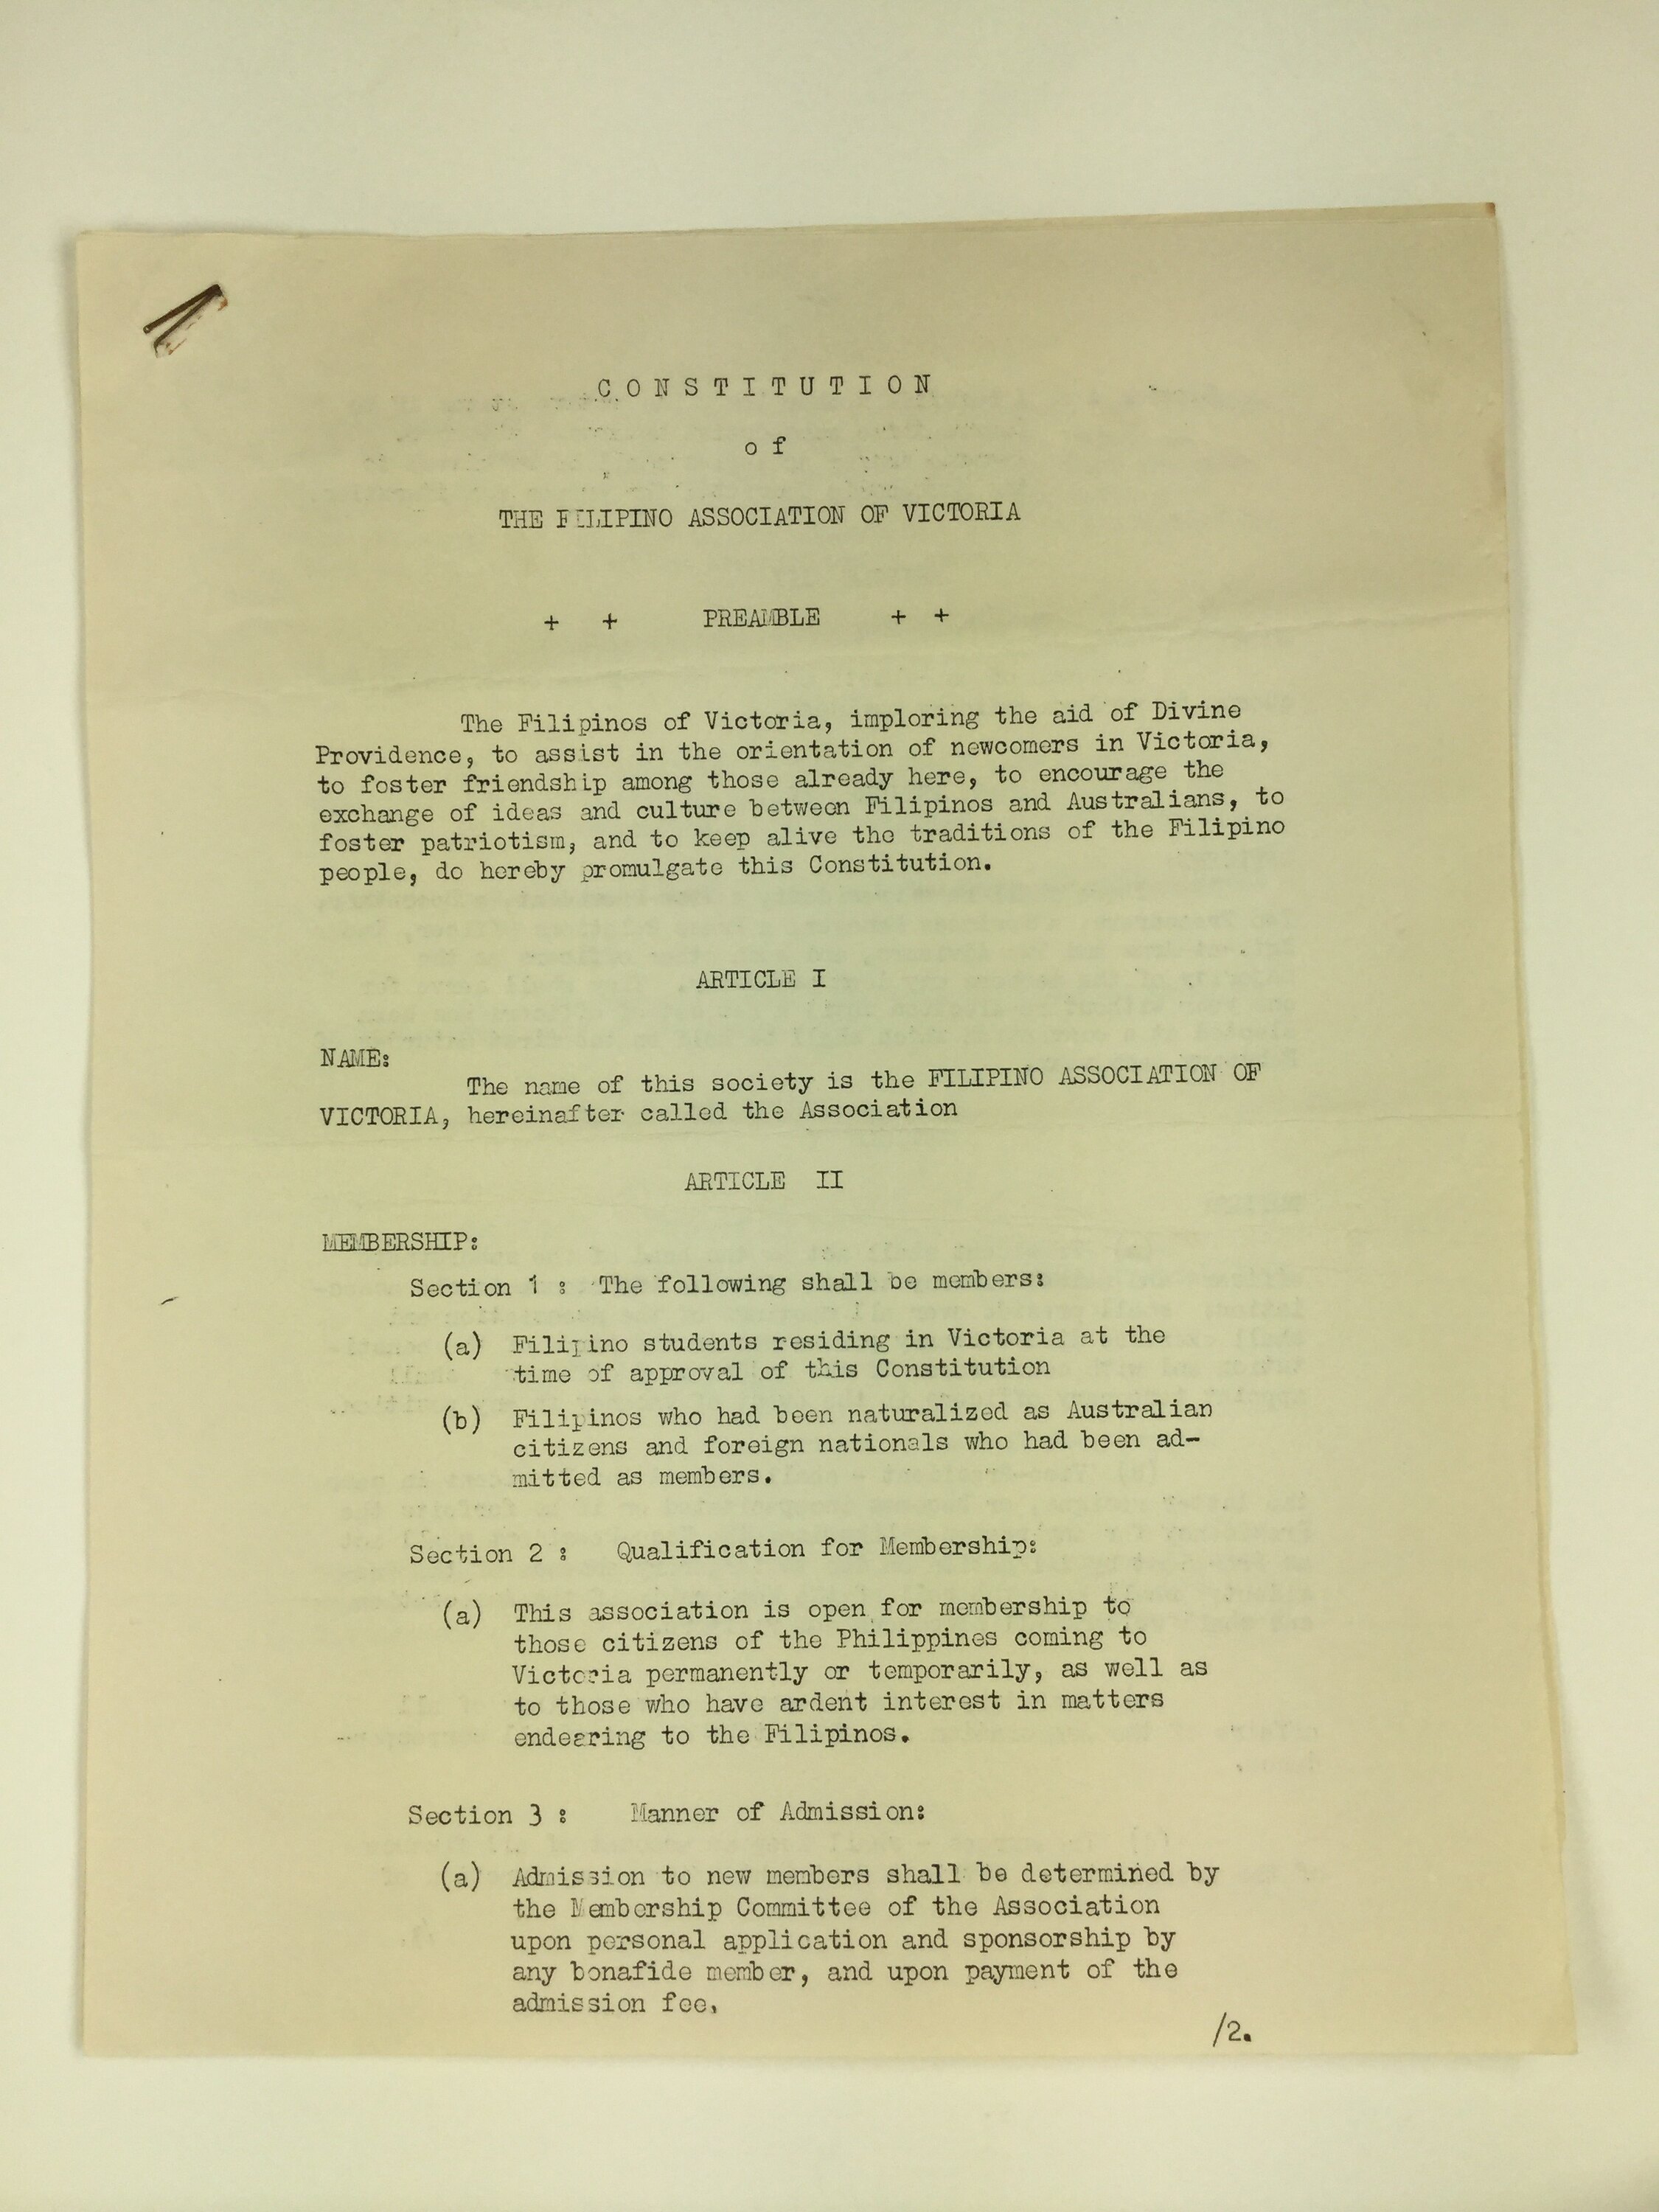 CONSTITUTION
of
THE FILIPINO ASSOCIATION OF VICTORIA
+ + PREAMBLE + +
The Filipinos of Victoria, imploring the aid of Divine
Providence, to assist in the orientation of newcomers in Victoria,
to foster friendship among those already here, to encourage the
exchange of ideas and culture between Filipinos and Australians, to
foster patriotism, and to keep alive the traditions of the Filipino
people, do hereby promulgate this Constitution.
ARTICLE I
NAME:
The name of this society is the FILIPINO ASSOCIATION OF
VICTORIA, hereinafter called the Association
ARTICLE II
MEMBERSHIP:
Section 1 : The following shall be members:
(a) Filipino students residing in Victoria at the
time of approval of this Constitution
(b) Filipinos who had been naturalized as Australian
citizens and foreign nationals who had been ad-
mitted as members.
Section 2 : Qualification for Membership:
(a) This association is open for membership to
those citizens of the Philippines coming to
Victoria permanently or temporarily, as well as
to those who have ardent interest in matters
endearing to the Filipinos.
Section 3 : Manner of Admission:
(a) Admission to new members shall be determined by
the Membership Committee of the Association
upon personal application and sponsorship by
any bonafide member, and upon payment of the
admission fee.
/2.